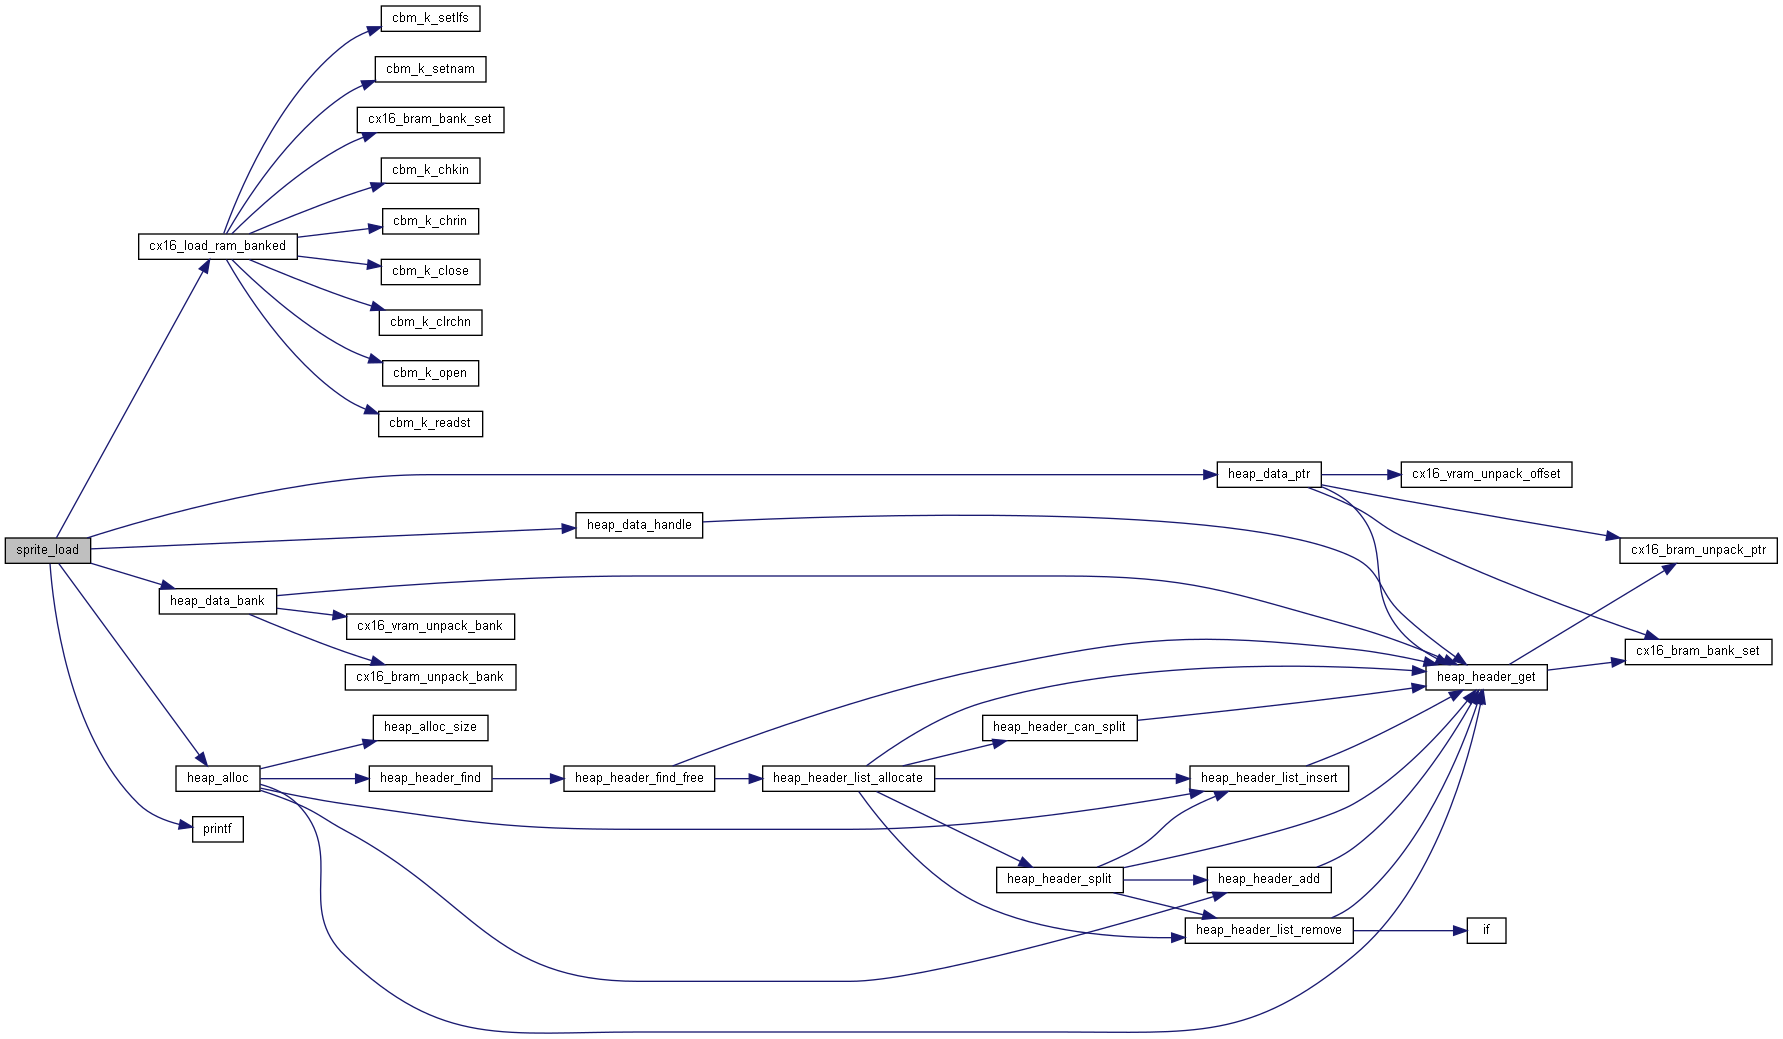 cbm_k_setlfs
cbm_k_setnam
cx16_bram_bank_set
cbm_k_chkin
cbm_k_chrin
cx16_load_ram_banked
cbm_k_close
cbm_k_clrchn
cbm_k_open
cbm_k_readst
heap_data_ptr
cx16_vram_unpack_offset
heap_data_handle
sprite_load
cx16_bram_unpack_ptr
heap_data_bank
cx16_vram_unpack_bank
cx16_bram_bank_set
cx16_bram_unpack_bank
heap_header_get
heap_alloc_size
heap_header_can_split
heap_alloc
heap_header_find
heap_header_find_free
heap_header_list_allocate
heap_header_list_insert
printf
heap_header_split
heap_header_add
heap_header_list_remove
if